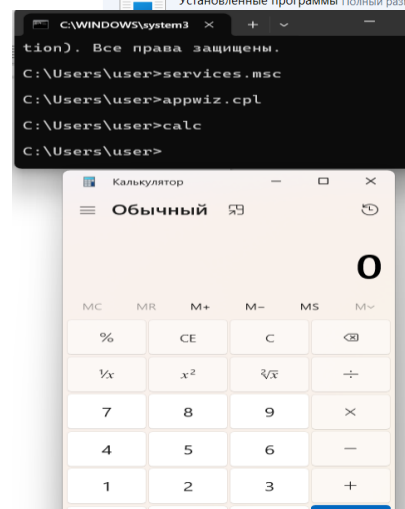 Установленные программы Полный раз
C:\WINDOWS\system3
tion). Все права защищены.
C:\Users\user>services.msc
C:\Users\user>appwiz.cpl
C:\Users\user>calc
C:\Users\user>
Калькулятор
Обычный
0
MC MR M+ M− MS M
% CE C
¹/x x² ²√x ÷
7 8 9 ×
4 5 6 −
1 2 3 +